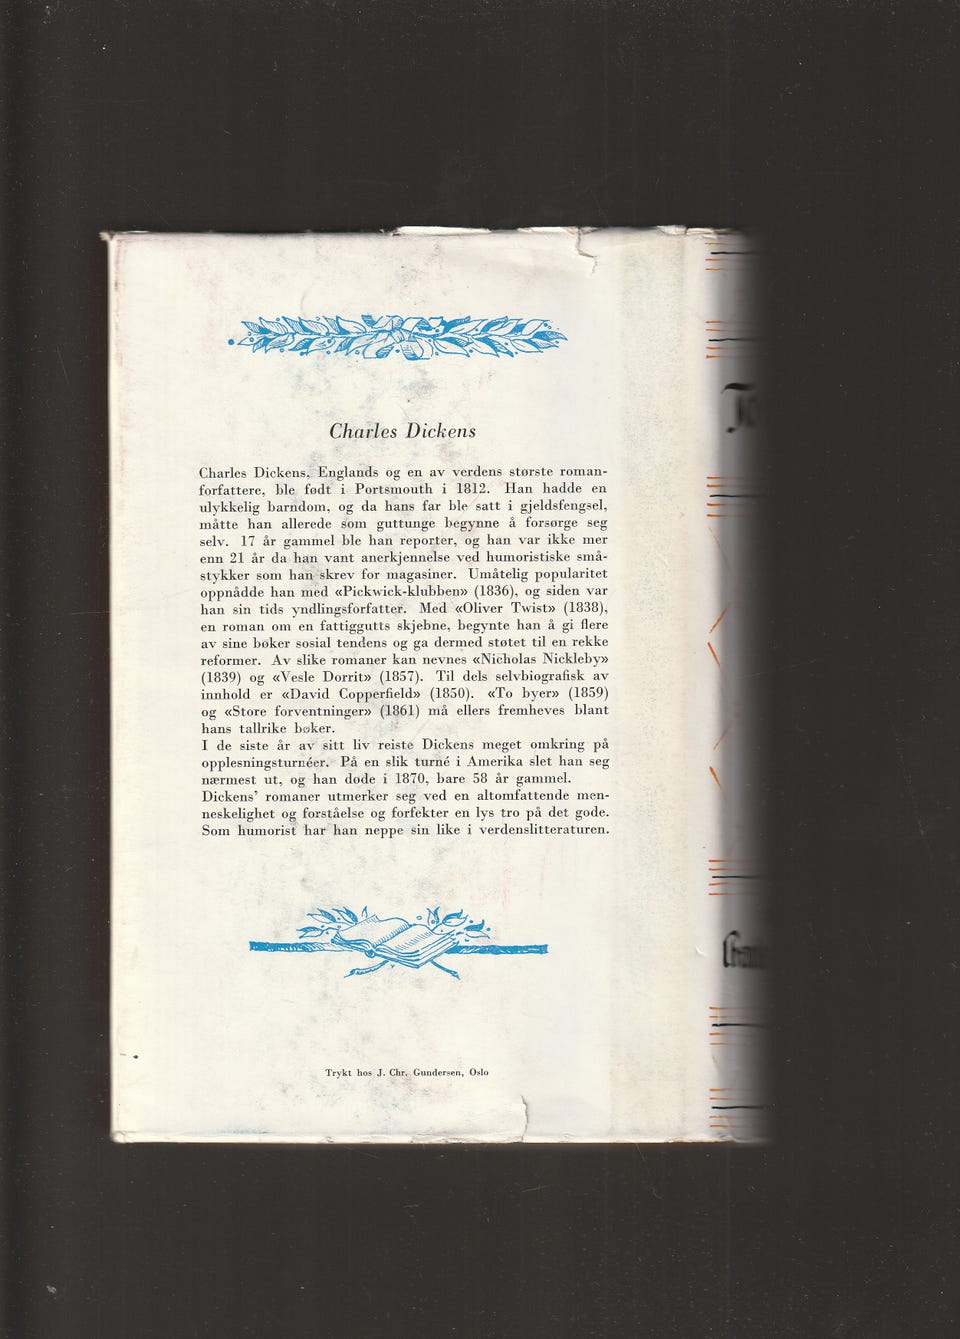 Charles Dickens
Charles Dickens, Englands og en av verdens største roman-
forfattere, ble født i Portsmouth i 1812. Han hadde en
ulykkelig barndom, og da hans far ble satt i gjeldsfengsel,
måtte han allerede som guttunge begynne å forsørge seg
selv. 17 år gammel ble han reporter, og han var ikke mer
enn 21 år da han vant anerkjennelse ved humoristiske små-
stykker som han skrev for magasiner. Umåtelig popularitet
oppnådde han med «Pickwick-klubben» (1836), og siden var
han sin tids yndlingsforfatter. Med «Oliver Twist» (1838),
en roman om en fattiggutts skjebne, begynte han å gi flere
av sine bøker sosial tendens og ga dermed støtet til en rekke
reformer. Av slike romaner kan nevnes «Nicholas Nickleby»
(1839) og «Vesle Dorrit» (1857). Til dels selvbiografisk av
innhold er «David Copperfield» (1850). «To byer» (1859)
og «Store forventninger» (1861) må ellers fremheves blant
hans tallrike bøker.
I de siste år av sitt liv reiste Dickens meget omkring på
opplesningsturnéer. På en slik turné i Amerika slet han seg
nærmest ut, og han døde i 1870, bare 58 år gammel.
Dickens' romaner utmerker seg ved en altomfattende men-
neskelighet og forståelse og forfekter en lys tro på det gode.
Som humorist har han neppe sin like i verdenslitteraturen.
Trykt hos J. Chr. Gundersen, Oslo